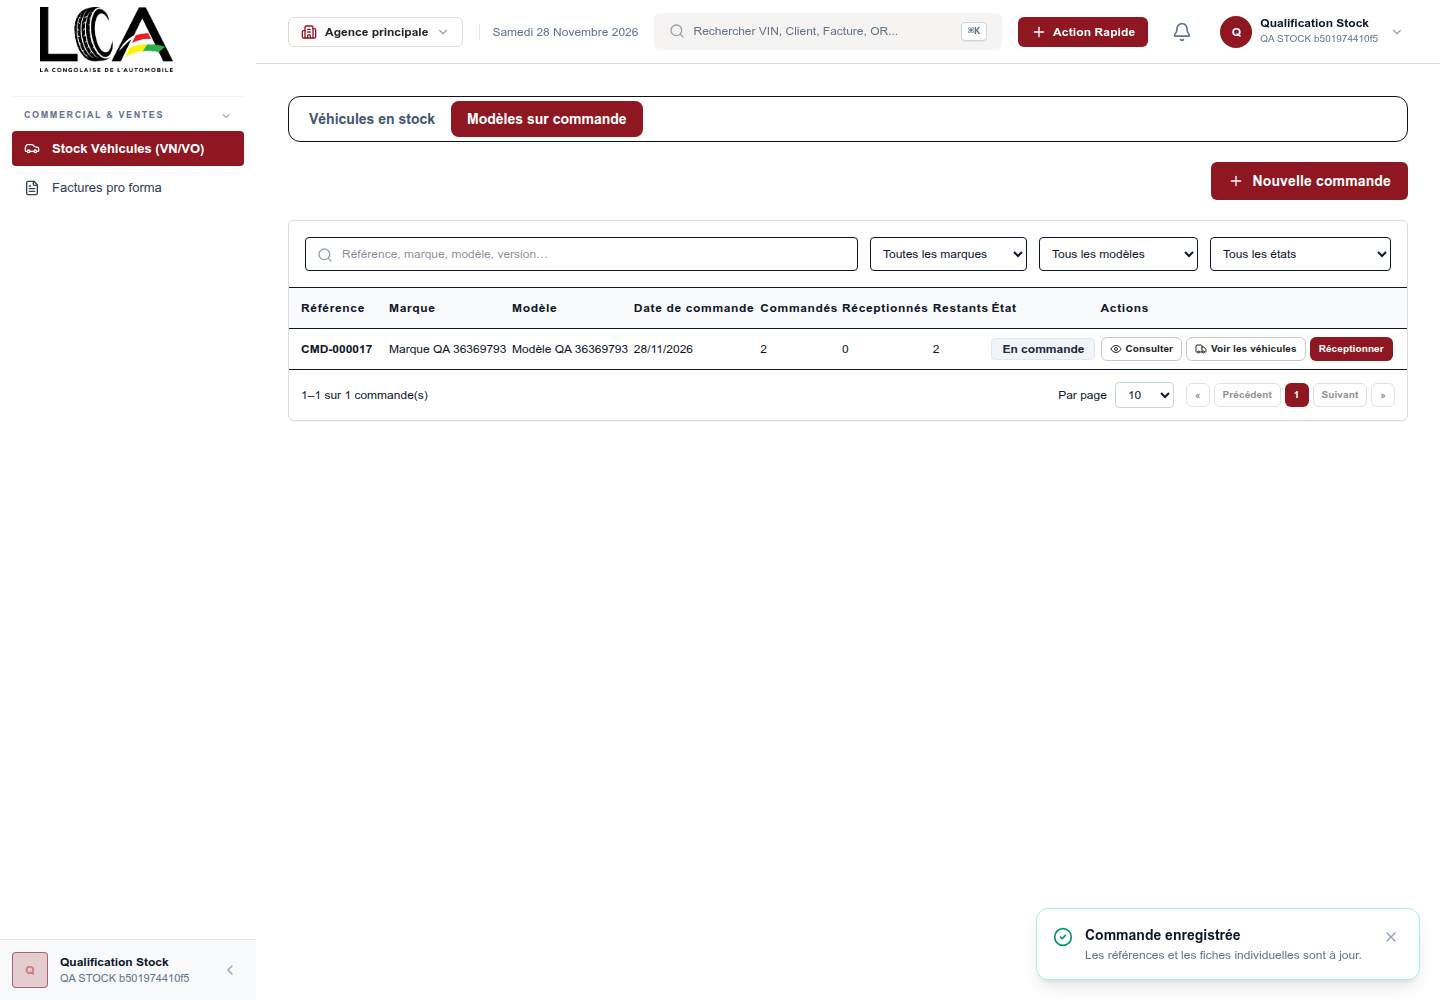 LCA
LA CONGOLAISE DE L'AUTOMOBILE
Agence principale
Samedi 28 Novembre 2026
Rechercher VIN, Client, Facture, OR...
⌘K
Action Rapide
Q
Qualification Stock
QA STOCK b501974410f5
COMMERCIAL & VENTES
Stock Véhicules (VN/VO)
Factures pro forma
Véhicules en stock
Modèles sur commande
Nouvelle commande
Référence, marque, modèle, version...
Toutes les marques
Tous les modèles
Tous les états
Référence Marque Modèle Date de commande Commandés Réceptionnés Restants État Actions
CMD-000017 Marque QA 36369793 Modèle QA 36369793 28/11/2026 2 0 2 En commande Consulter Voir les véhicules Réceptionner
1–1 sur 1 commande(s)
Par page 10 « Précédent 1 Suivant »
Commande enregistrée
Les références et les fiches individuelles sont à jour.
Q
Qualification Stock
QA STOCK b501974410f5